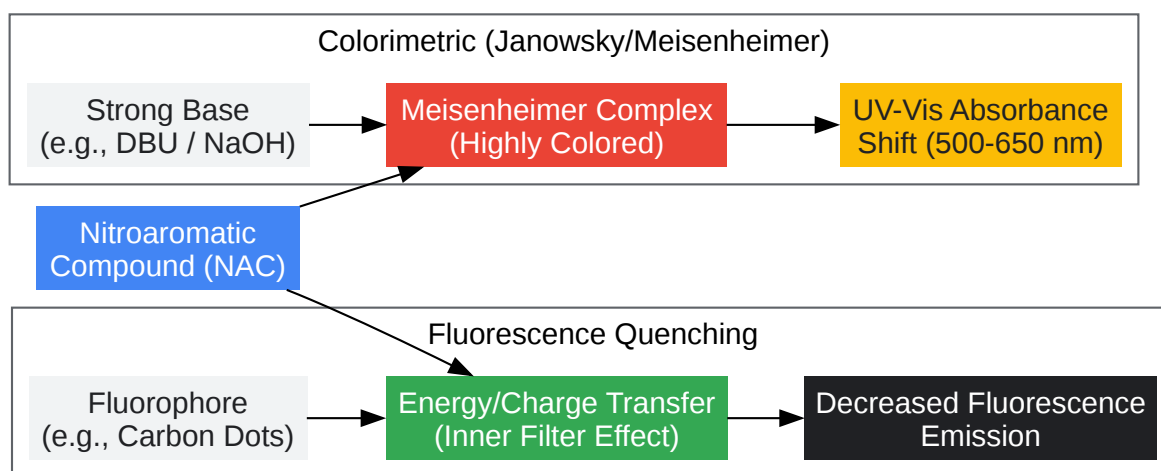 Colorimetric (Janowsky/Meisenheimer)
Strong Base
(e.g., DBU / NaOH)
Meisenheimer Complex
(Highly Colored)
UV-Vis Absorbance
Shift (500-650 nm)
Nitroaromatic
Compound (NAC)
Fluorescence Quenching
Fluorophore
(e.g., Carbon Dots)
Energy/Charge Transfer
(Inner Filter Effect)
Decreased Fluorescence
Emission